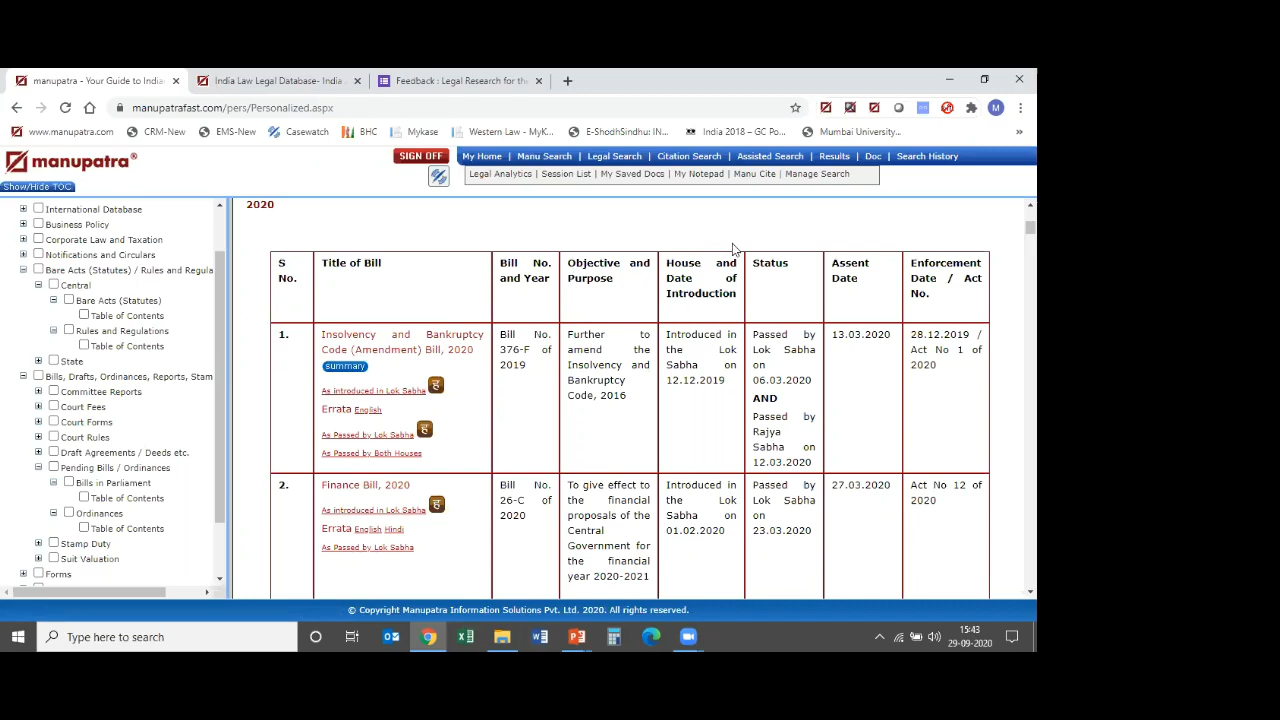 manupatra - Your Guide to India
India Law Legal Database- India
Feedback : Legal Research for the
manupatrafast.com/pers/Personalized.aspx
M
www.manupatra.com
CRM-New
EMS-New
Casewatch
BHC
Mykase
Western Law - MyK...
E-ShodhSindhu: IN...
India 2018 – GC Po...
Mumbai University...
»
manupatra®
SIGN OFF
My Home
Manu Search
Legal Search
Citation Search
Assisted Search
Results
Doc
Search History
Legal Analytics
Session List
My Saved Docs
My Notepad
Manu Cite
Manage Search
Show/Hide TOC
International Database
Business Policy
Corporate Law and Taxation
Notifications and Circulars
Bare Acts (Statutes) / Rules and Regula
Central
Bare Acts (Statutes)
Table of Contents
Rules and Regulations
Table of Contents
State
Bills, Drafts, Ordinances, Reports, Stam
Committee Reports
Court Fees
Court Forms
Court Rules
Draft Agreements / Deeds etc.
Pending Bills / Ordinances
Bills in Parliament
Table of Contents
Ordinances
Table of Contents
Stamp Duty
Suit Valuation
Forms
2020
S
No.
Title of Bill
Bill No.
and Year
Objective and
Purpose
House and
Date of
Introduction
Status
Assent
Date
Enforcement
Date / Act
No.
1.
Insolvency and Bankruptcy
Code (Amendment) Bill, 2020
summary
As introduced in Lok Sabha ह
Errata English
As Passed by Lok Sabha ह
As Passed by Both Houses
Bill No.
376-F of
2019
Further to
amend the
Insolvency and
Bankruptcy
Code, 2016
Introduced in
the Lok
Sabha on
12.12.2019
Passed by
Lok Sabha
on
06.03.2020
AND
Passed by
Rajya
Sabha on
12.03.2020
13.03.2020
28.12.2019 /
Act No 1 of
2020
2.
Finance Bill, 2020
As introduced in Lok Sabha ह
Errata English Hindi
As Passed by Lok Sabha
Bill No.
26-C of
2020
To give effect to
the financial
proposals of the
Central
Government for
the financial
year 2020-2021
Introduced in
the Lok
Sabha on
01.02.2020
Passed by
Lok Sabha
on
23.03.2020
27.03.2020
Act No 12 of
2020
© Copyright Manupatra Information Solutions Pvt. Ltd. 2020. All rights reserved.
Type here to search
15:43
29-09-2020